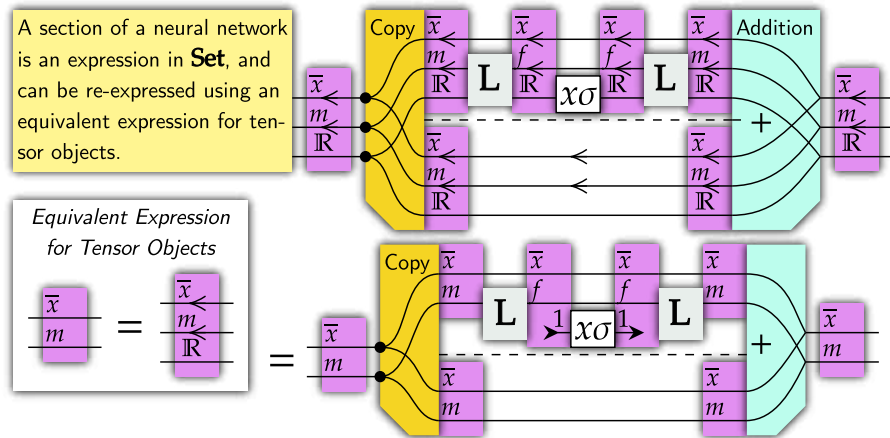 A section of a neural network
is an expression in Set, and
can be re-expressed using an
equivalent expression for ten-
sor objects.
x̅
m
ℝ
Copy
x̅
m
ℝ
L
x̅
f
ℝ
xσ
x̅
f
ℝ
L
x̅
m
ℝ
Addition
x̅
m
ℝ
x̅
m
ℝ
+
x̅
m
ℝ
Equivalent Expression
for Tensor Objects
x̅
m
=
x̅
m
ℝ
=
x̅
m
Copy
x̅
m
L
x̅
f
1
xσ
x̅
f
1
L
x̅
m
x̅
m
x̅
m
+
x̅
m